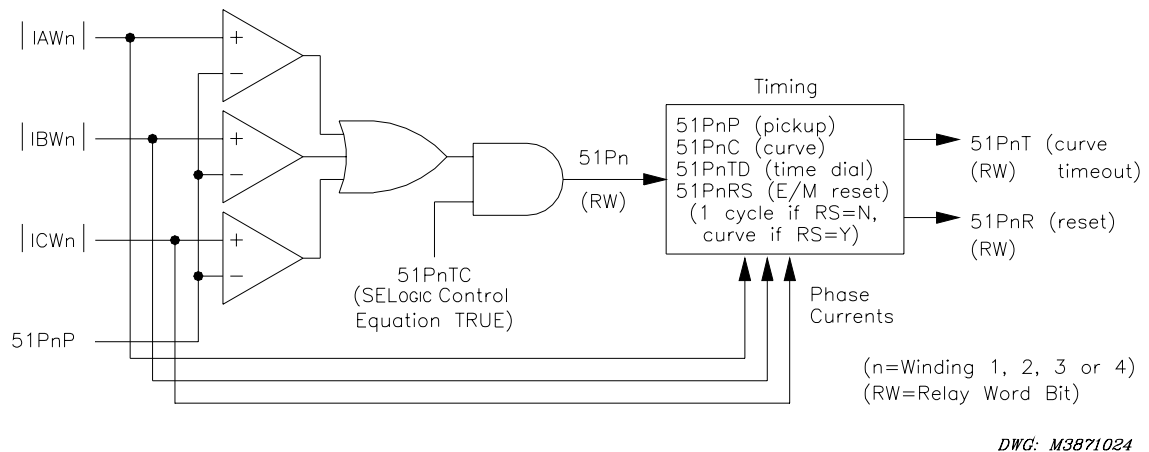 |IAWn|
+
−
Timing
|IBWn|
+
−
51PnP (pickup)
51PnC (curve)
51PnTD (time dial)
51PnRS (E/M reset)
(1 cycle if RS=N,
curve if RS=Y)
51Pn
(RW)
51PnT (curve
(RW) timeout)
51PnR (reset)
(RW)
|ICWn|
+
−
51PnTC
(SELOGIC Control
Equation TRUE)
Phase
Currents
51PnP
(n=Winding 1, 2, 3 or 4)
(RW=Relay Word Bit)
DWG: M3871024